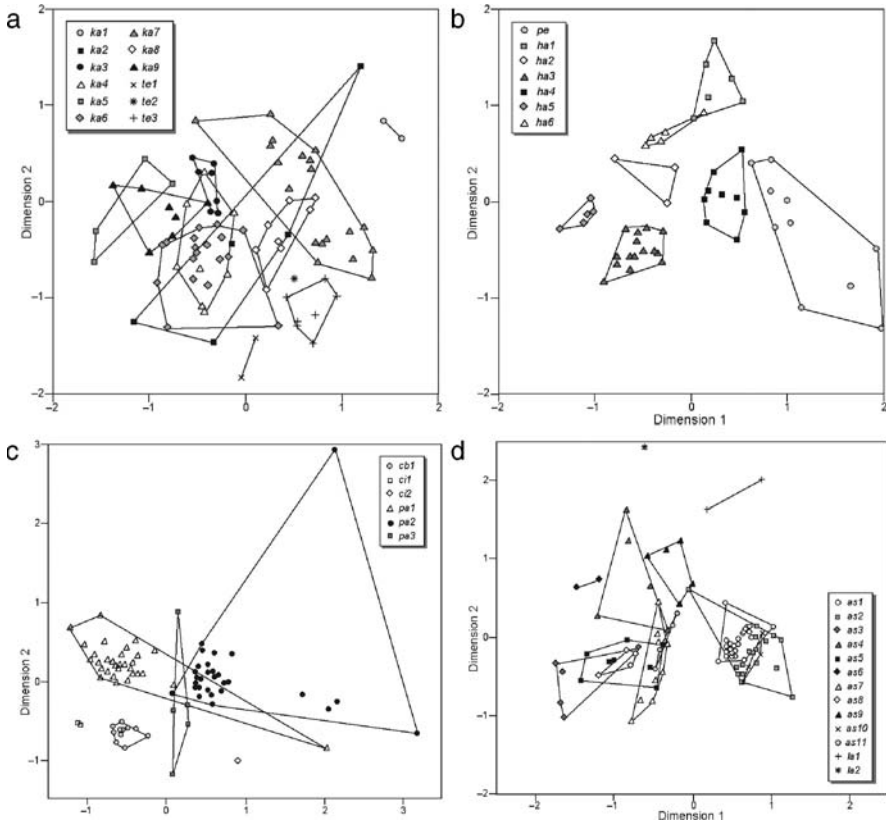 a
2
1
0
−1
−2
−2 −1 0 1 2
Dimension 2
ka1 ka7
ka2 ka8
ka3 ka9
ka4 te1
ka5 te2
ka6 te3
b
2
1
0
−1
−2
−2 −1 0 1 2
Dimension 2
Dimension 1
pe
ha1
ha2
ha3
ha4
ha5
ha6
c
3
2
1
0
−1
−1 0 1 2 3
Dimension 2
cb1
ci1
ci2
pa1
pa2
pa3
d
2
1
0
−1
−2
−2 −1 0 1 2
Dimension 2
Dimension 1
as1
as2
as3
as4
as5
as6
as7
as8
as9
as10
as11
la1
la2